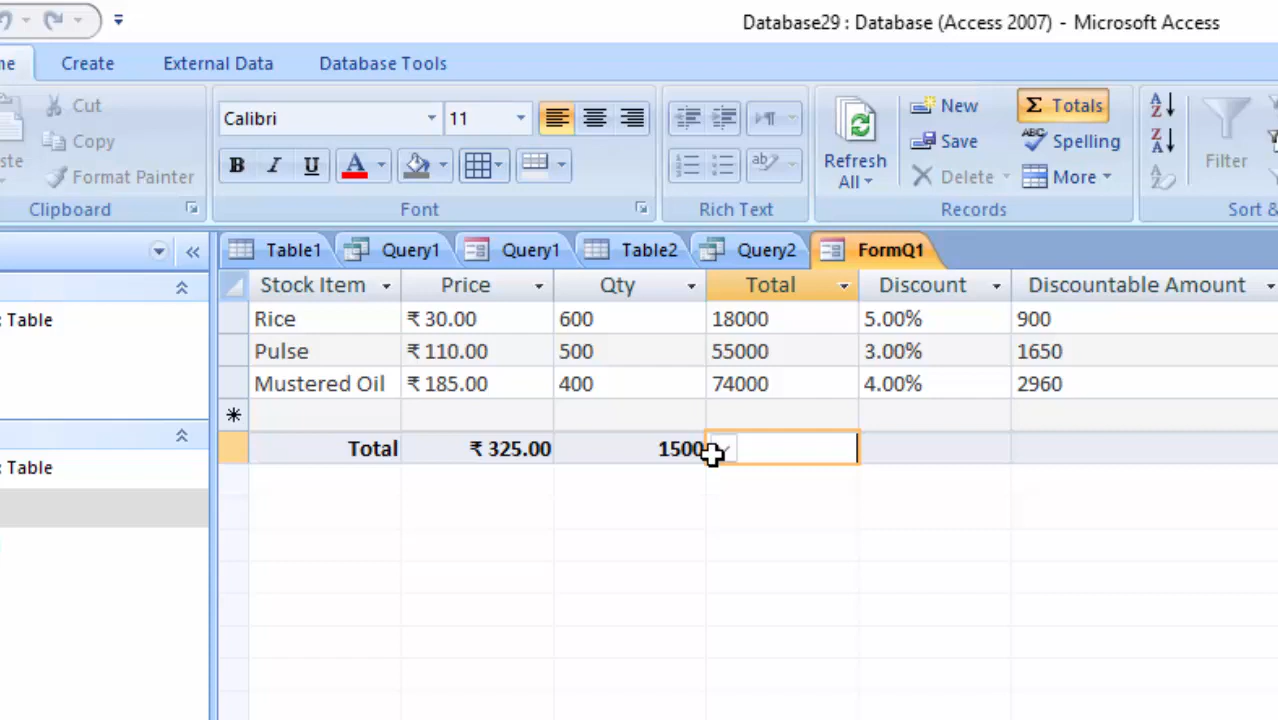 Database29 : Database (Access 2007) - Microsoft Access
Create External Data Database Tools
Cut
Copy
Format Painter
Clipboard
Calibri 11
B I U A
Font
ab
Rich Text
Refresh All
New
Save
Delete
Σ Totals
ABC Spelling
More
Records
A Z
Z A
Filter
Sort &
Table1 Query1 Query1 Table2 Query2 FormQ1
: Table
: Table
Stock Item Price Qty Total Discount Discountable Amount
Rice ₹ 30.00 600 18000 5.00% 900
Pulse ₹ 110.00 500 55000 3.00% 1650
Mustered Oil ₹ 185.00 400 74000 4.00% 2960
Total ₹ 325.00 1500